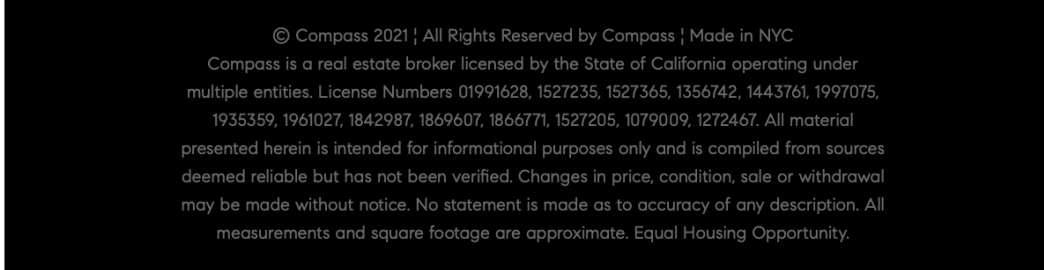 © Compass 2021 ¦ All Rights Reserved by Compass ¦ Made in NYC
Compass is a real estate broker licensed by the State of California operating under
multiple entities. License Numbers 01991628, 1527235, 1527365, 1356742, 1443761, 1997075,
1935359, 1961027, 1842987, 1869607, 1866771, 1527205, 1079009, 1272467. All material
presented herein is intended for informational purposes only and is compiled from sources
deemed reliable but has not been verified. Changes in price, condition, sale or withdrawal
may be made without notice. No statement is made as to accuracy of any description. All
measurements and square footage are approximate. Equal Housing Opportunity.